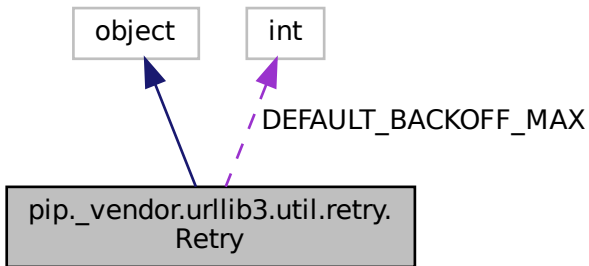 object
int
DEFAULT_BACKOFF_MAX
pip._vendor.urllib3.util.retry.
Retry